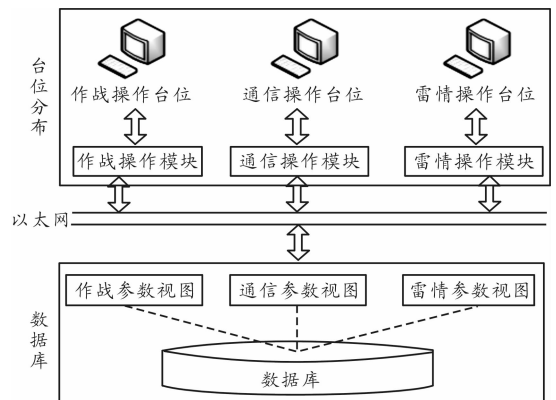 台位分布
作战操作台位
通信操作台位
雷情操作台位
作战操作模块
通信操作模块
雷情操作模块
以太网
数据库
作战参数视图
通信参数视图
雷情参数视图
数据库